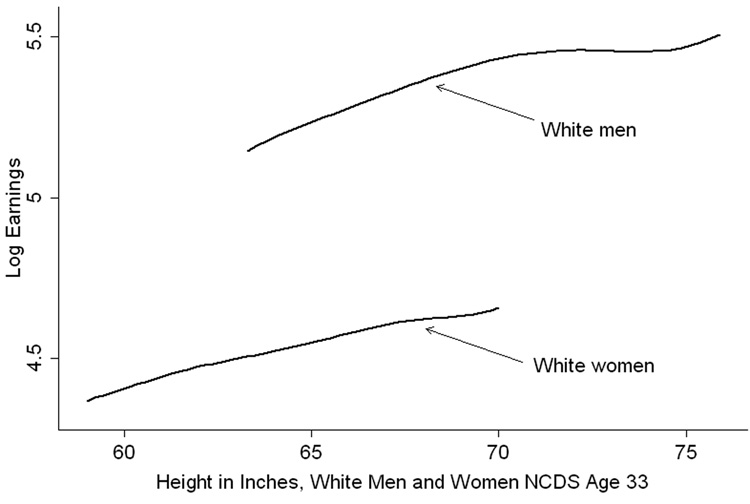 Log Earnings
5.5
5
4.5
White men
White women
60
65
70
75
Height in Inches, White Men and Women NCDS Age 33